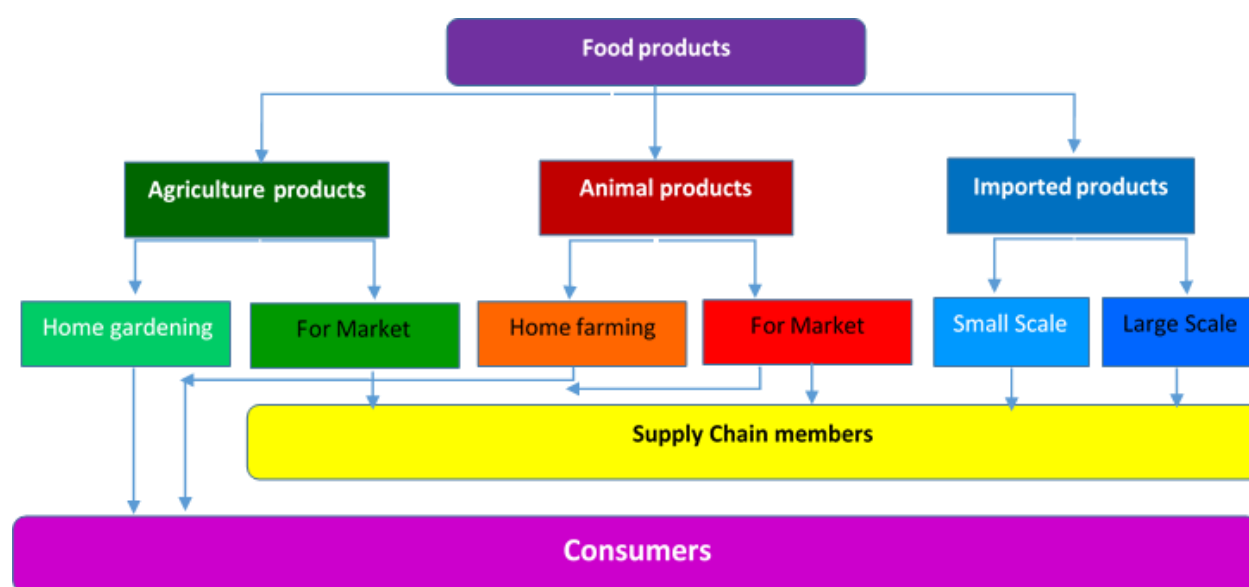 Food products
Agriculture products
Animal products
Imported products
Home gardening
For Market
Home farming
For Market
Small Scale
Large Scale
Supply Chain members
Consumers